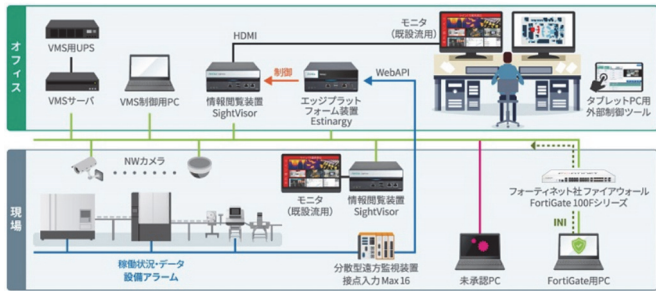 オフィス
VMS用UPS
VMSサーバ
VMS制御用PC
HDMI
情報閲覧装置
SightVisor
制御
エッジプラット
フォーム装置
Estinargy
WebAPI
モニタ
(既設流用)
タブレットPC用
外部制御ツール
現場
NWカメラ
モニタ
(既設流用)
情報閲覧装置
SightVisor
稼働状況・データ
設備アラーム
分散型遠方監視装置
接点入力 Max 16
未承認PC
フォーティネット社 ファイアウォール
FortiGate 100Fシリーズ
INI
FortiGate用PC